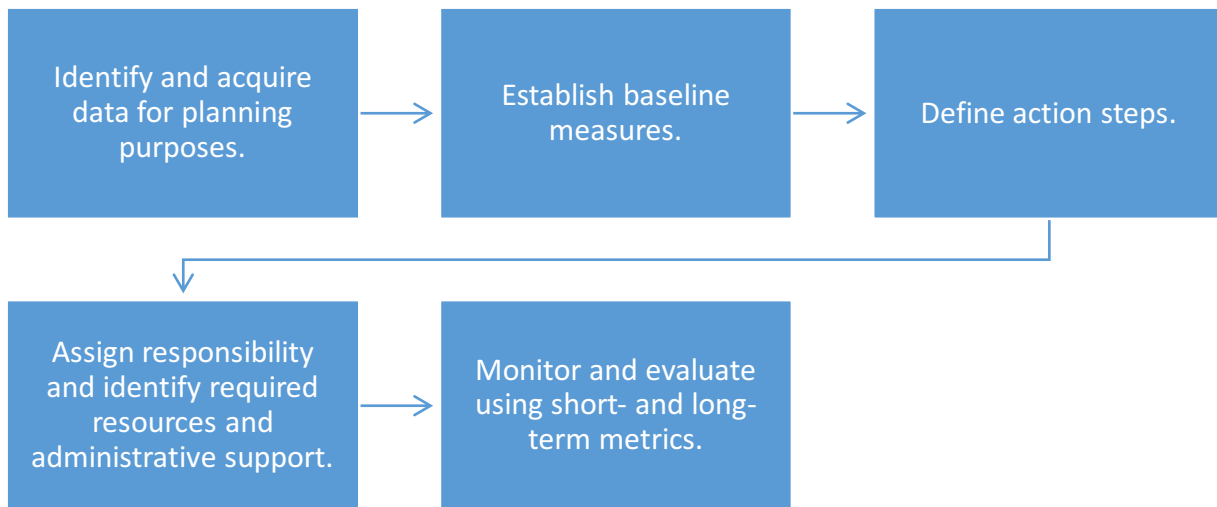 Identify and acquire
data for planning
purposes.
Establish baseline
measures.
Define action steps.
Assign responsibility
and identify required
resources and
administrative support.
Monitor and evaluate
using short- and long-
term metrics.